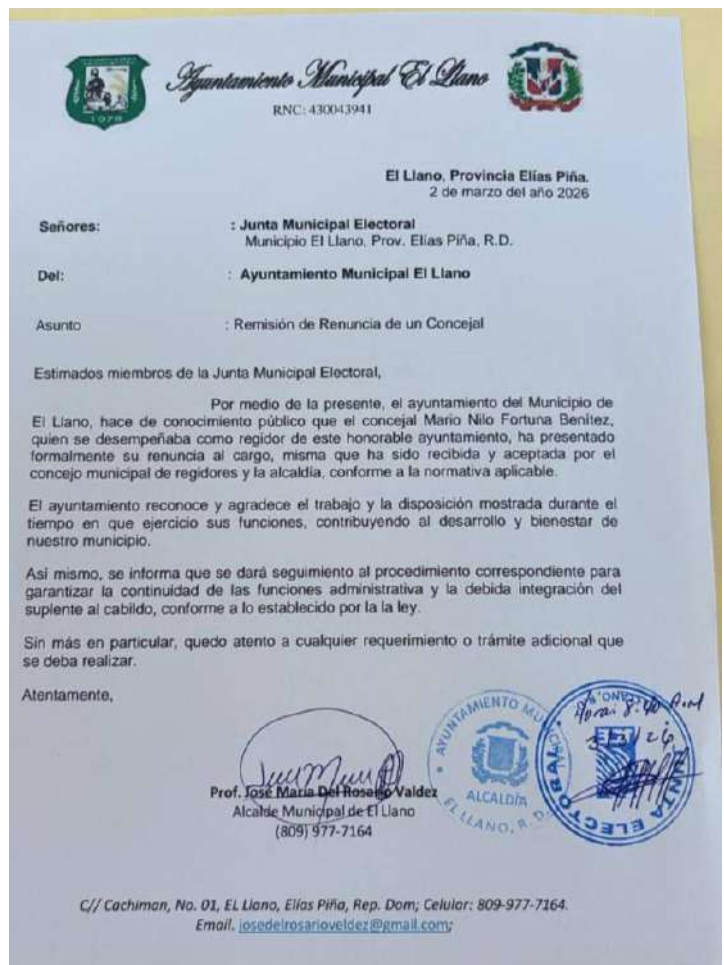 1978
Ayuntamiento Municipal El Llano
RNC: 430043941
El Llano, Provincia Elías Piña.
2 de marzo del año 2026
Señores: : Junta Municipal Electoral
Municipio El Llano, Prov. Elías Piña, R.D.
Del: : Ayuntamiento Municipal El Llano
Asunto : Remisión de Renuncia de un Concejal
Estimados miembros de la Junta Municipal Electoral,
Por medio de la presente, el ayuntamiento del Municipio de
El Llano, hace de conocimiento público que el concejal Mario Nilo Fortuna Benítez,
quien se desempeñaba como regidor de este honorable ayuntamiento, ha presentado
formalmente su renuncia al cargo, misma que ha sido recibida y aceptada por el
concejo municipal de regidores y la alcaldía, conforme a la normativa aplicable.
El ayuntamiento reconoce y agradece el trabajo y la disposición mostrada durante el
tiempo en que ejercicio sus funciones, contribuyendo al desarrollo y bienestar de
nuestro municipio.
Así mismo, se informa que se dará seguimiento al procedimiento correspondiente para
garantizar la continuidad de las funciones administrativa y la debida integración del
suplente al cabildo, conforme a lo establecido por la la ley.
Sin más en particular, quedo atento a cualquier requerimiento o trámite adicional que
se deba realizar.
Atentamente,
Prof. José María Del Rosario Valdez
Alcalde Municipal de El Llano
(809) 977-7164
AYUNTAMIENTO MUNICIPAL
ALCALDÍA
EL LLANO, R. D.
Hora: 8:40 A.M
3/3/26
JUNTA ELECTORAL
C// Cachiman, No. 01, EL Llano, Elías Piña, Rep. Dom; Celular: 809-977-7164.
Email. josedelrosarioveldez@gmail.com;